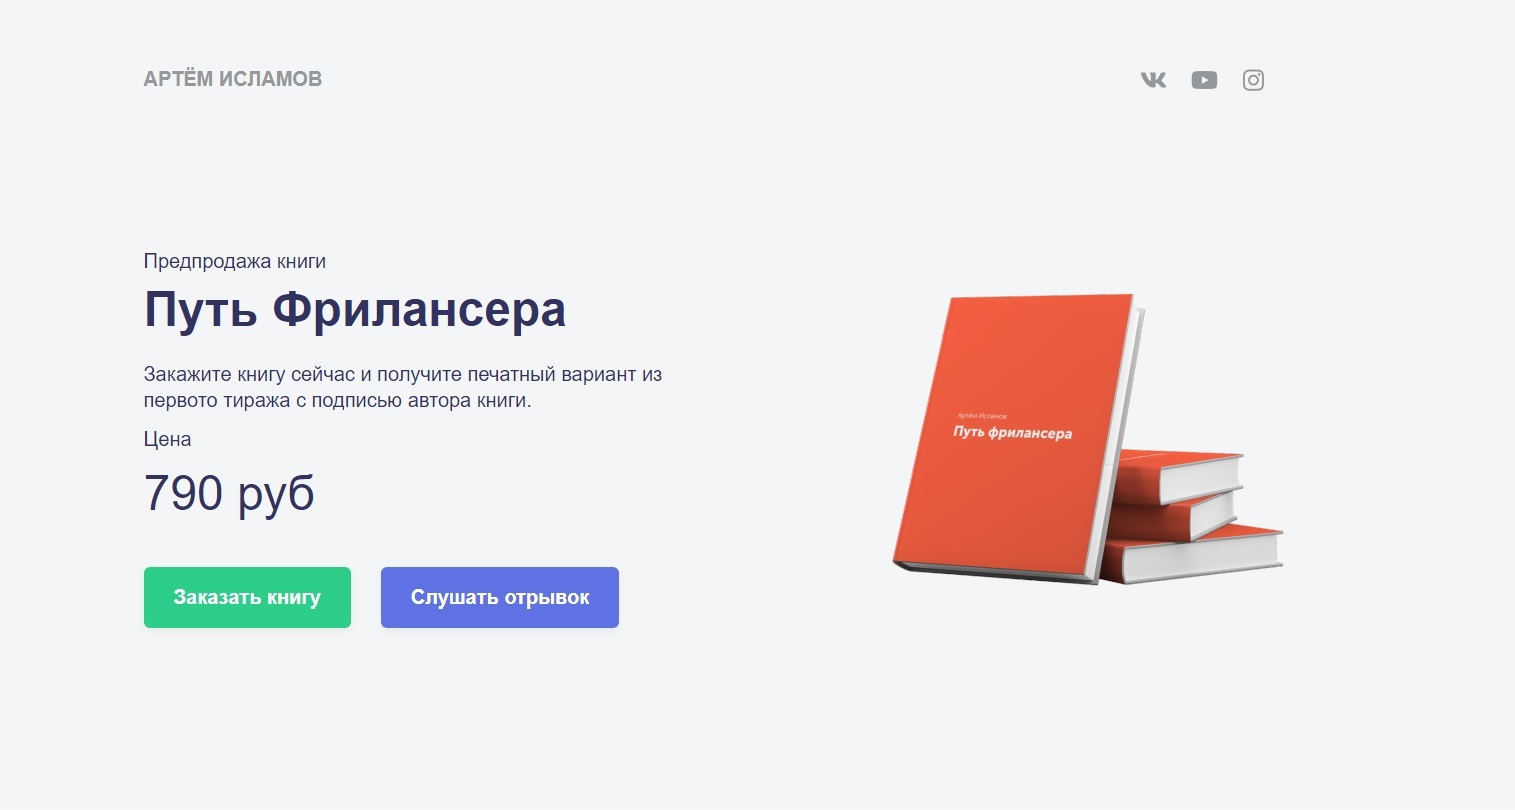 АРТЁМ ИСЛАМОВ
Предпродажа книги
Путь Фрилансера
Закажите книгу сейчас и получите печатный вариант из
первото тиража с подписью автора книги.
Цена
790 руб
Заказать книгу
Слушать отрывок
Артём Исламов
Путь фрилансера